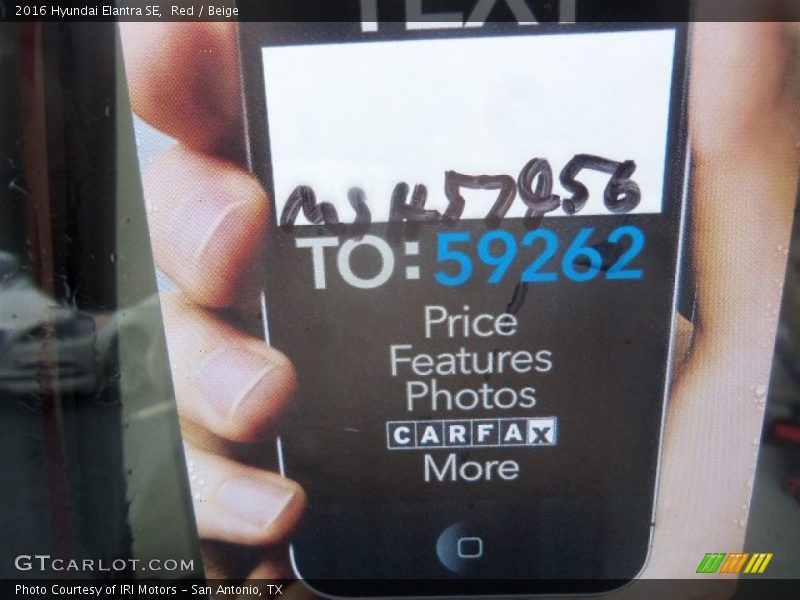 2016 Hyundai Elantra SE,  Red / Beige
TEXT
TO: 59262
Price
Features
Photos
CARFAX
More
GTCARLOT.COM
Photo Courtesy of IRI Motors - San Antonio, TX